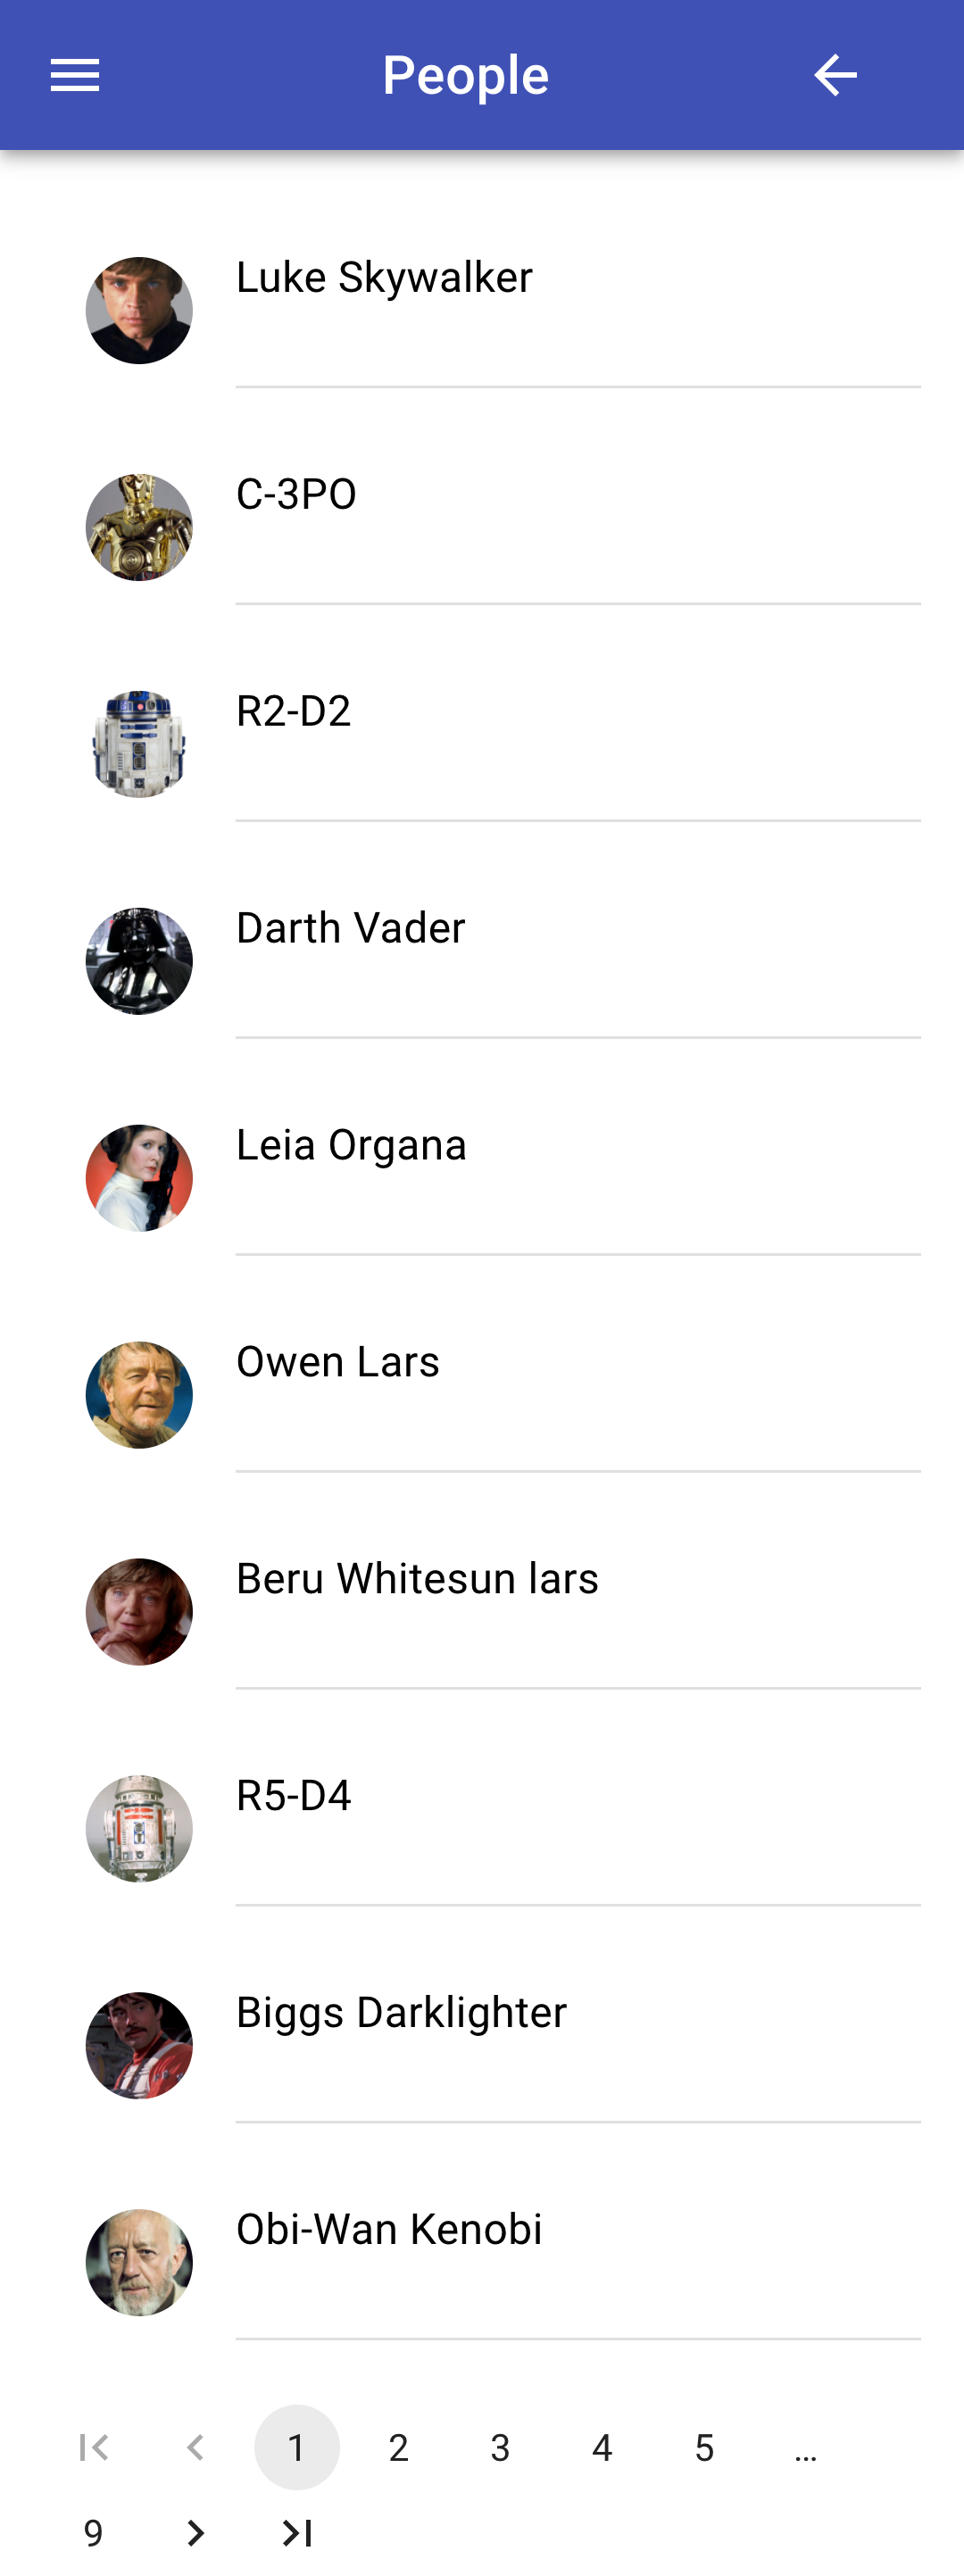 People
Luke Skywalker
C-3PO
R2-D2
Darth Vader
Leia Organa
Owen Lars
Beru Whitesun lars
R5-D4
Biggs Darklighter
Obi-Wan Kenobi
1 2 3 4 5 ...
9